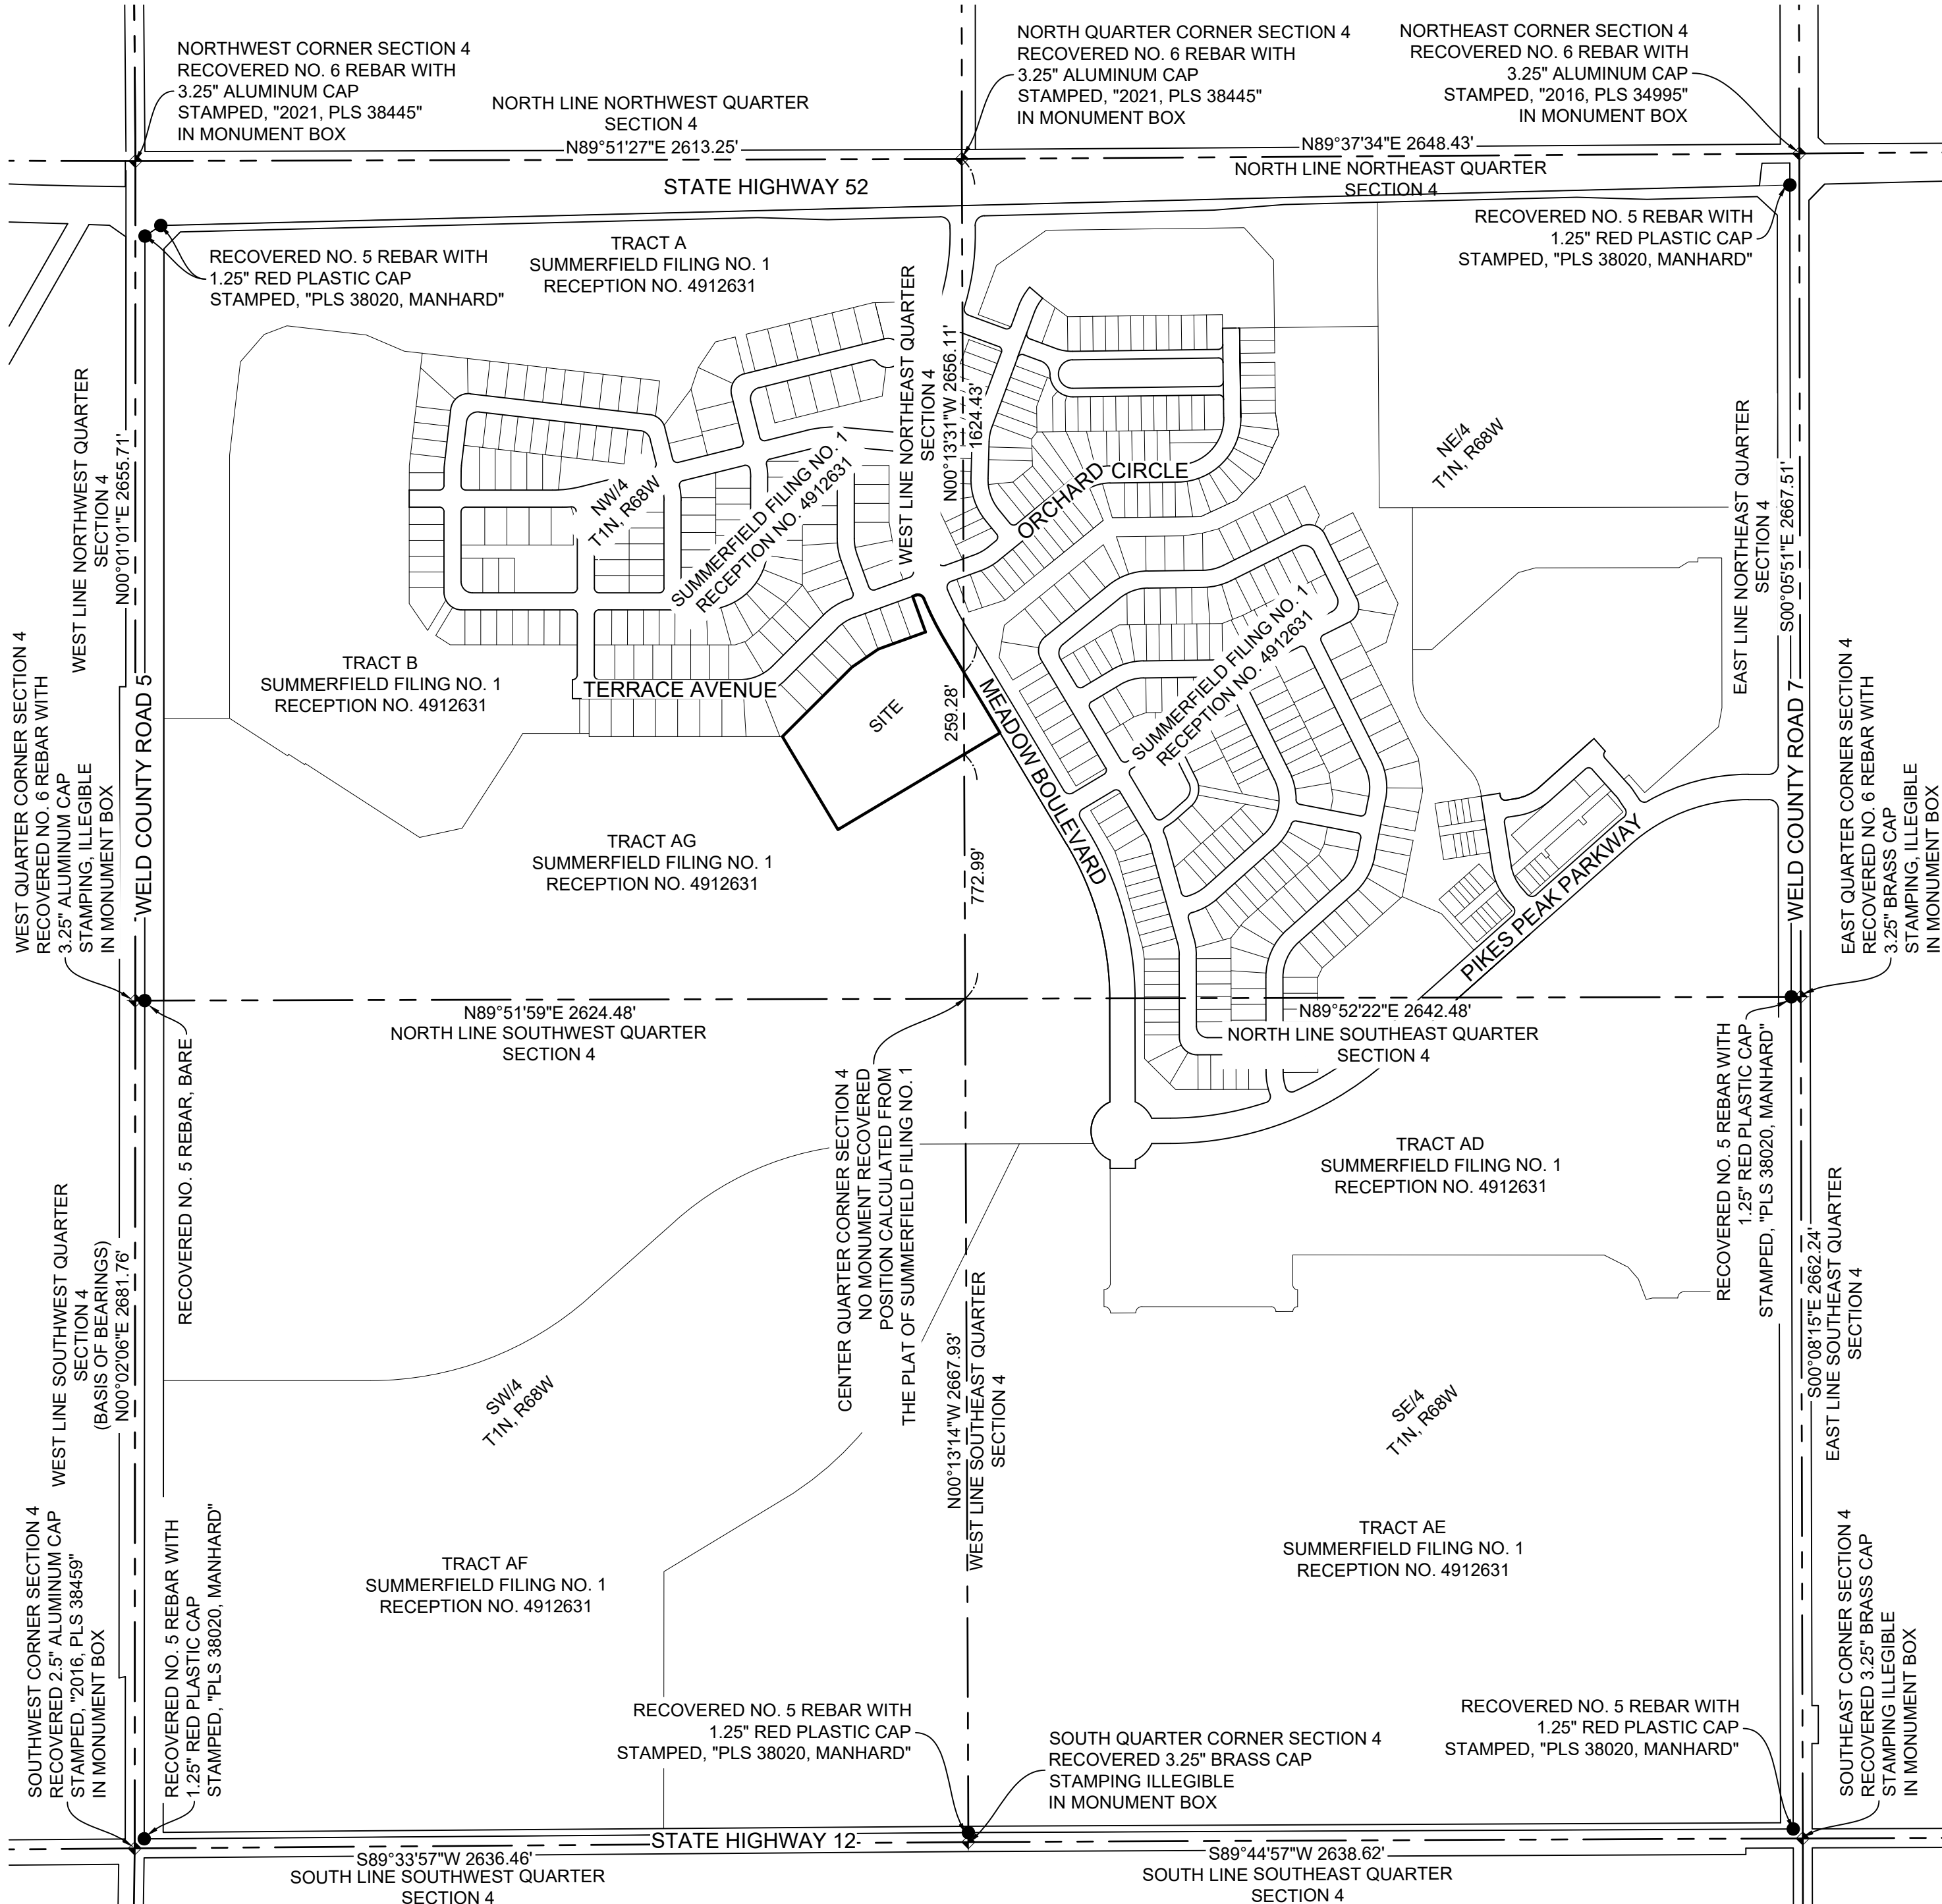 NORTHWEST CORNER SECTION 4
RECOVERED NO. 6 REBAR WITH
3.25" ALUMINUM CAP
STAMPED, "2021, PLS 38445"
IN MONUMENT BOX
NORTH LINE NORTHWEST QUARTER
SECTION 4
N89°51'27"E 2613.25'
NORTH QUARTER CORNER SECTION 4
RECOVERED NO. 6 REBAR WITH
3.25" ALUMINUM CAP
STAMPED, "2021, PLS 38445"
IN MONUMENT BOX
NORTHEAST CORNER SECTION 4
RECOVERED NO. 6 REBAR WITH
3.25" ALUMINUM CAP
STAMPED, "2016, PLS 34995"
IN MONUMENT BOX
N89°37'34"E 2648.43'
NORTH LINE NORTHEAST QUARTER
SECTION 4
STATE HIGHWAY 52
RECOVERED NO. 5 REBAR WITH
1.25" RED PLASTIC CAP
STAMPED, "PLS 38020, MANHARD"
TRACT A
SUMMERFIELD FILING NO. 1
RECEPTION NO. 4912631
RECOVERED NO. 5 REBAR WITH
1.25" RED PLASTIC CAP
STAMPED, "PLS 38020, MANHARD"
WEST LINE NORTHWEST QUARTER
SECTION 4
N00°01'01"E 2655.71'
WEST LINE NORTHEAST QUARTER
SECTION 4
N00°13'31"W 2656.11'
1624.43'
NW/4
T1N, R68W
SUMMERFIELD FILING NO. 1
RECEPTION NO. 4912631
ORCHARD CIRCLE
NE/4
T1N, R68W
EAST LINE NORTHEAST QUARTER
SECTION 4
S00°05'51"E 2667.51'
TRACT B
SUMMERFIELD FILING NO. 1
RECEPTION NO. 4912631
TERRACE AVENUE
SITE
259.28'
MEADOW BOULEVARD
SUMMERFIELD FILING NO. 1
RECEPTION NO. 4912631
WEST QUARTER CORNER SECTION 4
RECOVERED NO. 6 REBAR WITH
3.25" ALUMINUM CAP
STAMPING, ILLEGIBLE
IN MONUMENT BOX
WELD COUNTY ROAD 5
WELD COUNTY ROAD 7
EAST QUARTER CORNER SECTION 4
RECOVERED NO. 6 REBAR WITH
3.25" BRASS CAP
STAMPING, ILLEGIBLE
IN MONUMENT BOX
TRACT AG
SUMMERFIELD FILING NO. 1
RECEPTION NO. 4912631
772.99'
PIKES PEAK PARKWAY
N89°51'59"E 2624.48'
NORTH LINE SOUTHWEST QUARTER
SECTION 4
N89°52'22"E 2642.48'
NORTH LINE SOUTHEAST QUARTER
SECTION 4
RECOVERED NO. 5 REBAR, BARE
CENTER QUARTER CORNER SECTION 4
NO MONUMENT RECOVERED
POSITION CALCULATED FROM
THE PLAT OF SUMMERFIELD FILING NO. 1
RECOVERED NO. 5 REBAR WITH
1.25" RED PLASTIC CAP
STAMPED, "PLS 38020, MANHARD"
TRACT AD
SUMMERFIELD FILING NO. 1
RECEPTION NO. 4912631
WEST LINE SOUTHWEST QUARTER
SECTION 4
(BASIS OF BEARINGS)
N00°02'06"E 2681.76'
S00°08'15"E 2662.24'
EAST LINE SOUTHEAST QUARTER
SECTION 4
N00°13'14"W 2667.93'
WEST LINE SOUTHEAST QUARTER
SECTION 4
SW/4
T1N, R68W
SE/4
T1N, R68W
TRACT AF
SUMMERFIELD FILING NO. 1
RECEPTION NO. 4912631
TRACT AE
SUMMERFIELD FILING NO. 1
RECEPTION NO. 4912631
SOUTHWEST CORNER SECTION 4
RECOVERED 2.5" ALUMINUM CAP
STAMPED, "2016, PLS 38459"
IN MONUMENT BOX
RECOVERED NO. 5 REBAR WITH
1.25" RED PLASTIC CAP
STAMPED, "PLS 38020, MANHARD"
RECOVERED NO. 5 REBAR WITH
1.25" RED PLASTIC CAP
STAMPED, "PLS 38020, MANHARD"
SOUTH QUARTER CORNER SECTION 4
RECOVERED 3.25" BRASS CAP
STAMPING ILLEGIBLE
IN MONUMENT BOX
RECOVERED NO. 5 REBAR WITH
1.25" RED PLASTIC CAP
STAMPED, "PLS 38020, MANHARD"
SOUTHEAST CORNER SECTION 4
RECOVERED 3.25" BRASS CAP
STAMPING ILLEGIBLE
IN MONUMENT BOX
STATE HIGHWAY 12
S89°33'57"W 2636.46'
SOUTH LINE SOUTHWEST QUARTER
SECTION 4
S89°44'57"W 2638.62'
SOUTH LINE SOUTHEAST QUARTER
SECTION 4